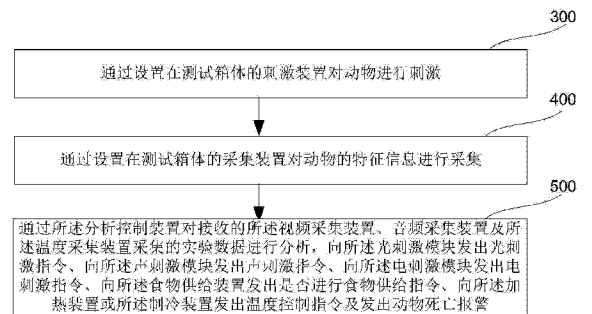 300
通过设置在测试箱体的刺激装置对动物进行刺激
400
通过设置在测试箱体的采集装置对动物的特征信息进行采集
500
通过所述分析控制装置对接收的所述视频采集装置、音频采集装置及所
述温度采集装置采集的实验数据进行分析，向所述光刺激模块发出光刺
激指令、向所述声刺激模块发出声刺激指令、向所述电刺激模块发出电
刺激指令、向所述食物供给装置发出是否进行食物供给指令、向所述加
热装置或所述制冷装置发出温度控制指令及发出动物死亡报警